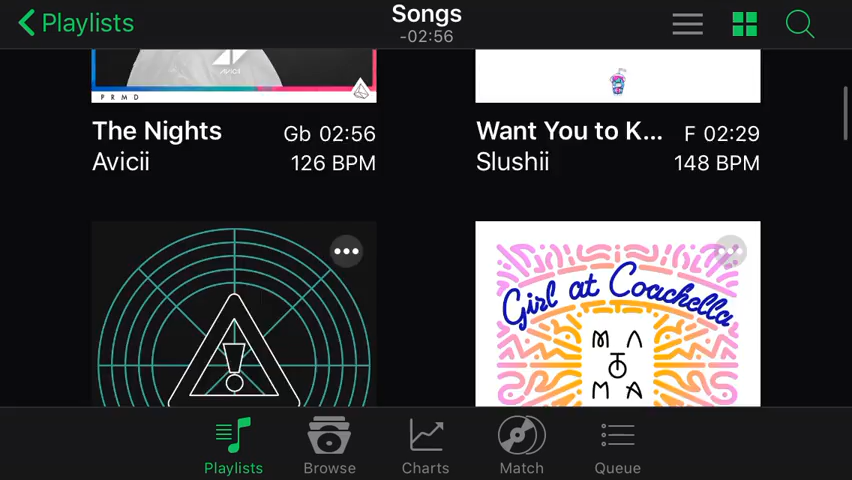 Playlists
Songs
-02:56
AVICII
PRMD
The Nights
Gb 02:56
Avicii
126 BPM
Want You to K...
F 02:29
Slushii
148 BPM
Girl at Coachella
MA
TO
MA
Playlists
Browse
Charts
Match
Queue